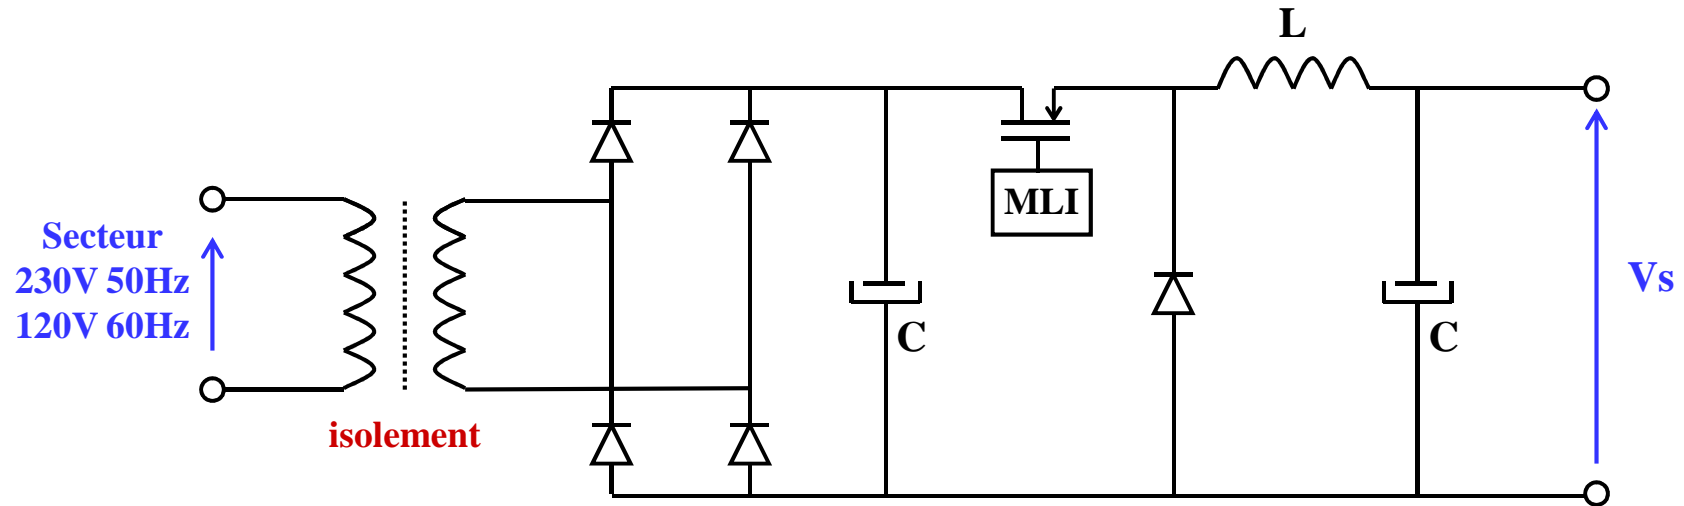 L
MLI
Secteur
230V 50Hz
120V 60Hz
Vs
C
C
isolement